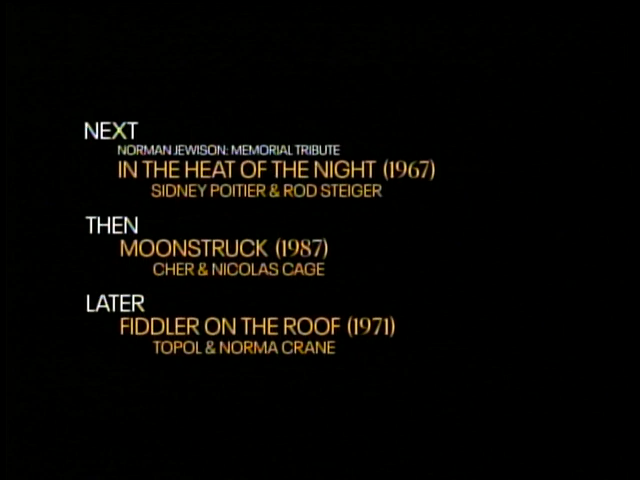 NEXT
NORMAN JEWISON: MEMORIAL TRIBUTE
IN THE HEAT OF THE NIGHT (1967)
SIDNEY POITIER & ROD STEIGER
THEN
MOONSTRUCK (1987)
CHER & NICOLAS CAGE
LATER
FIDDLER ON THE ROOF (1971)
TOPOL & NORMA CRANE